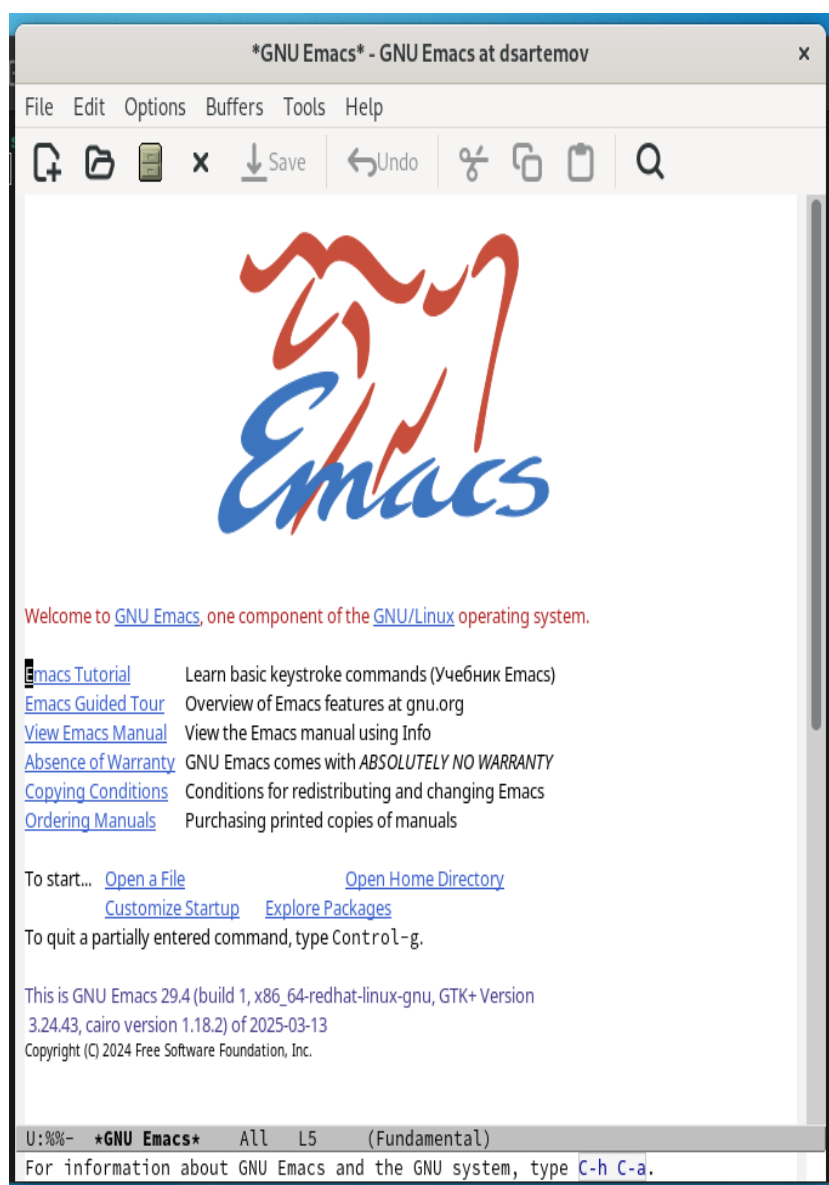 *GNU Emacs* - GNU Emacs at dsartemov
File Edit Options Buffers Tools Help
Save Undo
Emacs
Welcome to GNU Emacs, one component of the GNU/Linux operating system.
Emacs Tutorial Learn basic keystroke commands (Учебник Emacs)
Emacs Guided Tour Overview of Emacs features at gnu.org
View Emacs Manual View the Emacs manual using Info
Absence of Warranty GNU Emacs comes with ABSOLUTELY NO WARRANTY
Copying Conditions Conditions for redistributing and changing Emacs
Ordering Manuals Purchasing printed copies of manuals
To start... Open a File Open Home Directory
Customize Startup Explore Packages
To quit a partially entered command, type Control-g.
This is GNU Emacs 29.4 (build 1, x86_64-redhat-linux-gnu, GTK+ Version
3.24.43, cairo version 1.18.2) of 2025-03-13
Copyright (C) 2024 Free Software Foundation, Inc.
U:%%- *GNU Emacs* All L5 (Fundamental)
For information about GNU Emacs and the GNU system, type C-h C-a.